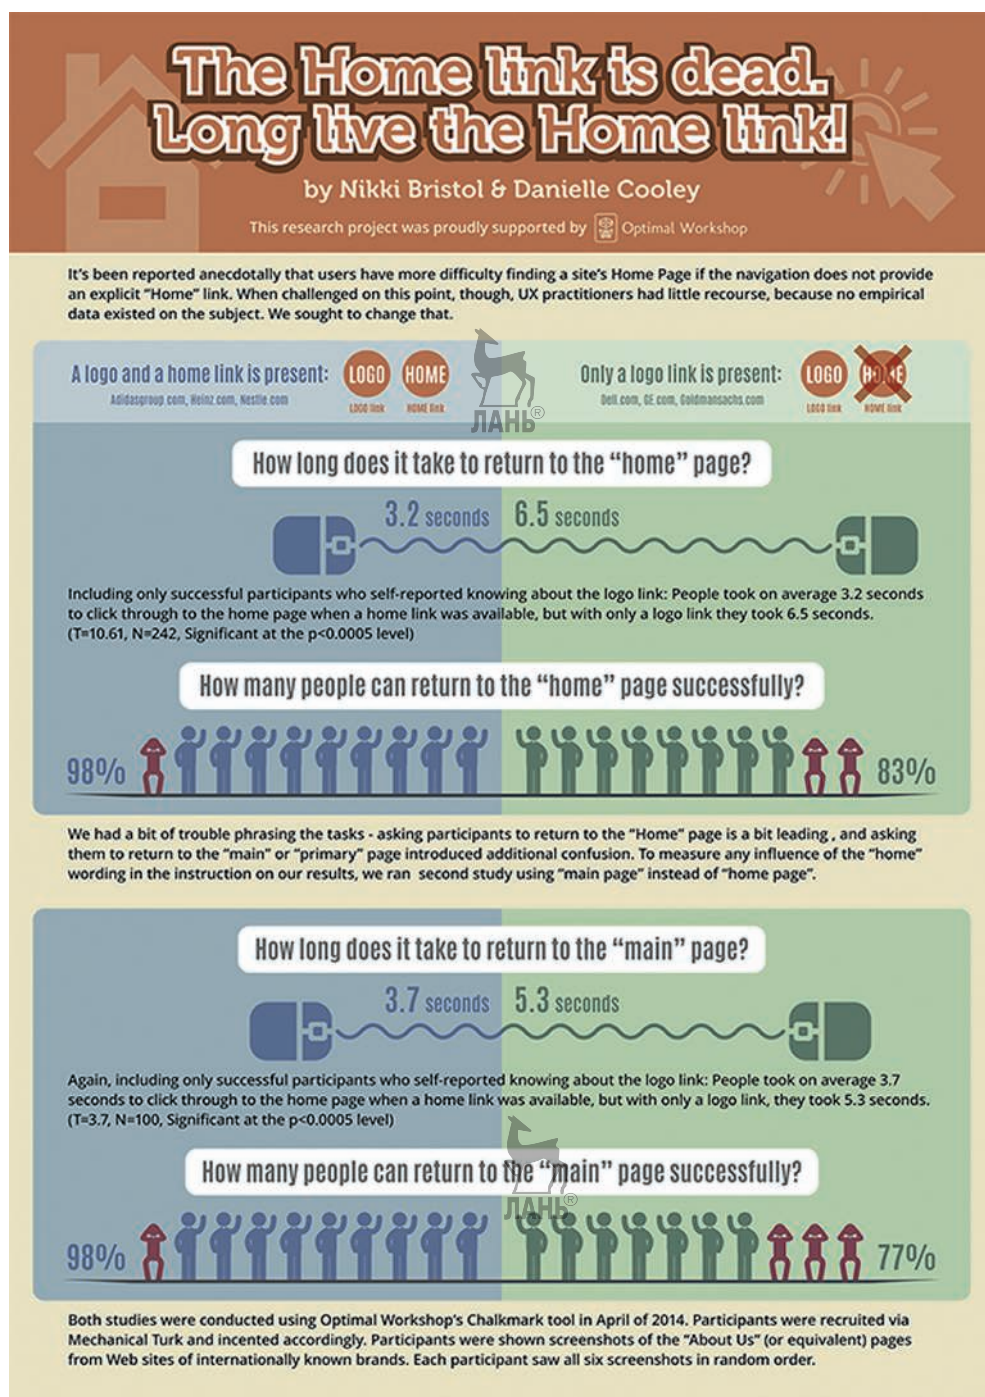 The Home link is dead.
Long live the Home link!
by Nikki Bristol & Danielle Cooley
This research project was proudly supported by Optimal Workshop
It's been reported anecdotally that users have more difficulty finding a site's Home Page if the navigation does not provide
an explicit "Home" link. When challenged on this point, though, UX practitioners had little recourse, because no empirical
data existed on the subject. We sought to change that.
A logo and a home link is present:
Adidasgroup.com, Heinz.com, Nestle.com
LOGO
LOGO link
HOME
HOME link
Only a logo link is present:
Dell.com, GE.com, Goldmansachs.com
LOGO
LOGO link
HOME
HOME link
ЛАНЬ®
How long does it take to return to the "home" page?
3.2 seconds
6.5 seconds
Including only successful participants who self-reported knowing about the logo link: People took on average 3.2 seconds
to click through to the home page when a home link was available, but with only a logo link they took 6.5 seconds.
(T=10.61, N=242, Significant at the p<0.0005 level)
How many people can return to the "home" page successfully?
98%
83%
We had a bit of trouble phrasing the tasks - asking participants to return to the "Home" page is a bit leading , and asking
them to return to the "main" or "primary" page introduced additional confusion. To measure any influence of the "home"
wording in the instruction on our results, we ran second study using "main page" instead of "home page".
How long does it take to return to the "main" page?
3.7 seconds
5.3 seconds
Again, including only successful participants who self-reported knowing about the logo link: People took on average 3.7
seconds to click through to the home page when a home link was available, but with only a logo link, they took 5.3 seconds.
(T=3.7, N=100, Significant at the p<0.0005 level)
How many people can return to the "main" page successfully?
ЛАНЬ®
98%
77%
Both studies were conducted using Optimal Workshop's Chalkmark tool in April of 2014. Participants were recruited via
Mechanical Turk and incented accordingly. Participants were shown screenshots of the "About Us" (or equivalent) pages
from Web sites of internationally known brands. Each participant saw all six screenshots in random order.